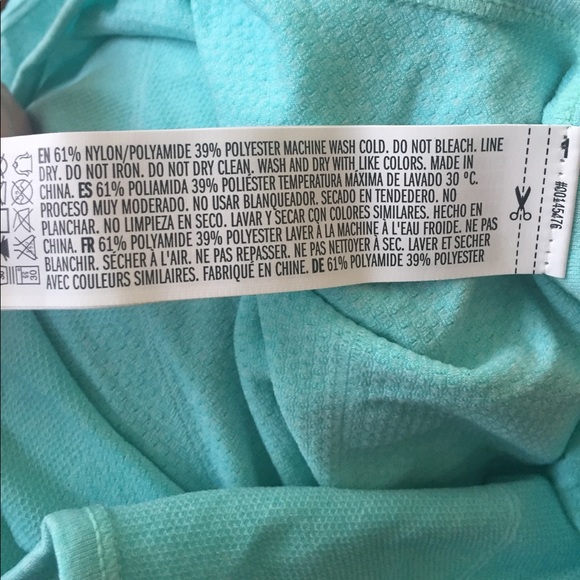 EN 61% NYLON/POLYAMIDE 39% POLYESTER MACHINE WASH COLD. DO NOT BLEACH. LINE
DRY. DO NOT IRON. DO NOT DRY CLEAN. WASH AND DRY WITH LIKE COLORS. MADE IN
CHINA. ES 61% POLIAMIDA 39% POLIÉSTER TEMPERATURA MÁXIMA DE LAVADO 30 °C.
PROCESO MUY MODERADO. NO USAR BLANQUEADOR. SECADO EN TENDEDERO. NO
PLANCHAR. NO LIMPIEZA EN SECO. LAVAR Y SECAR CON COLORES SIMILARES. HECHO EN
CHINA. FR 61% POLYAMIDE 39% POLYESTER LAVER À LA MACHINE À L'EAU FROIDE. NE PAS
BLANCHIR. SÉCHER À L'AIR. NE PAS REPASSER. NE PAS NETTOYER À SEC. LAVER ET SÉCHER
AVEC COULEURS SIMILAIRES. FABRIQUÉ EN CHINE. DE 61% POLYAMIDE 39% POLYESTER